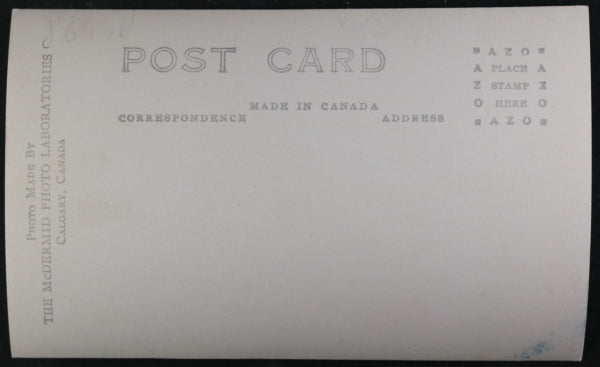 POST CARD
MADE IN CANADA
CORRESPONDENCE
ADDRESS
AZO
A PLACE A
Z STAMP Z
O HERE O
AZO
PHOTO MADE BY
THE MCDERMID PHOTO LABORATORIES
CALGARY, CANADA